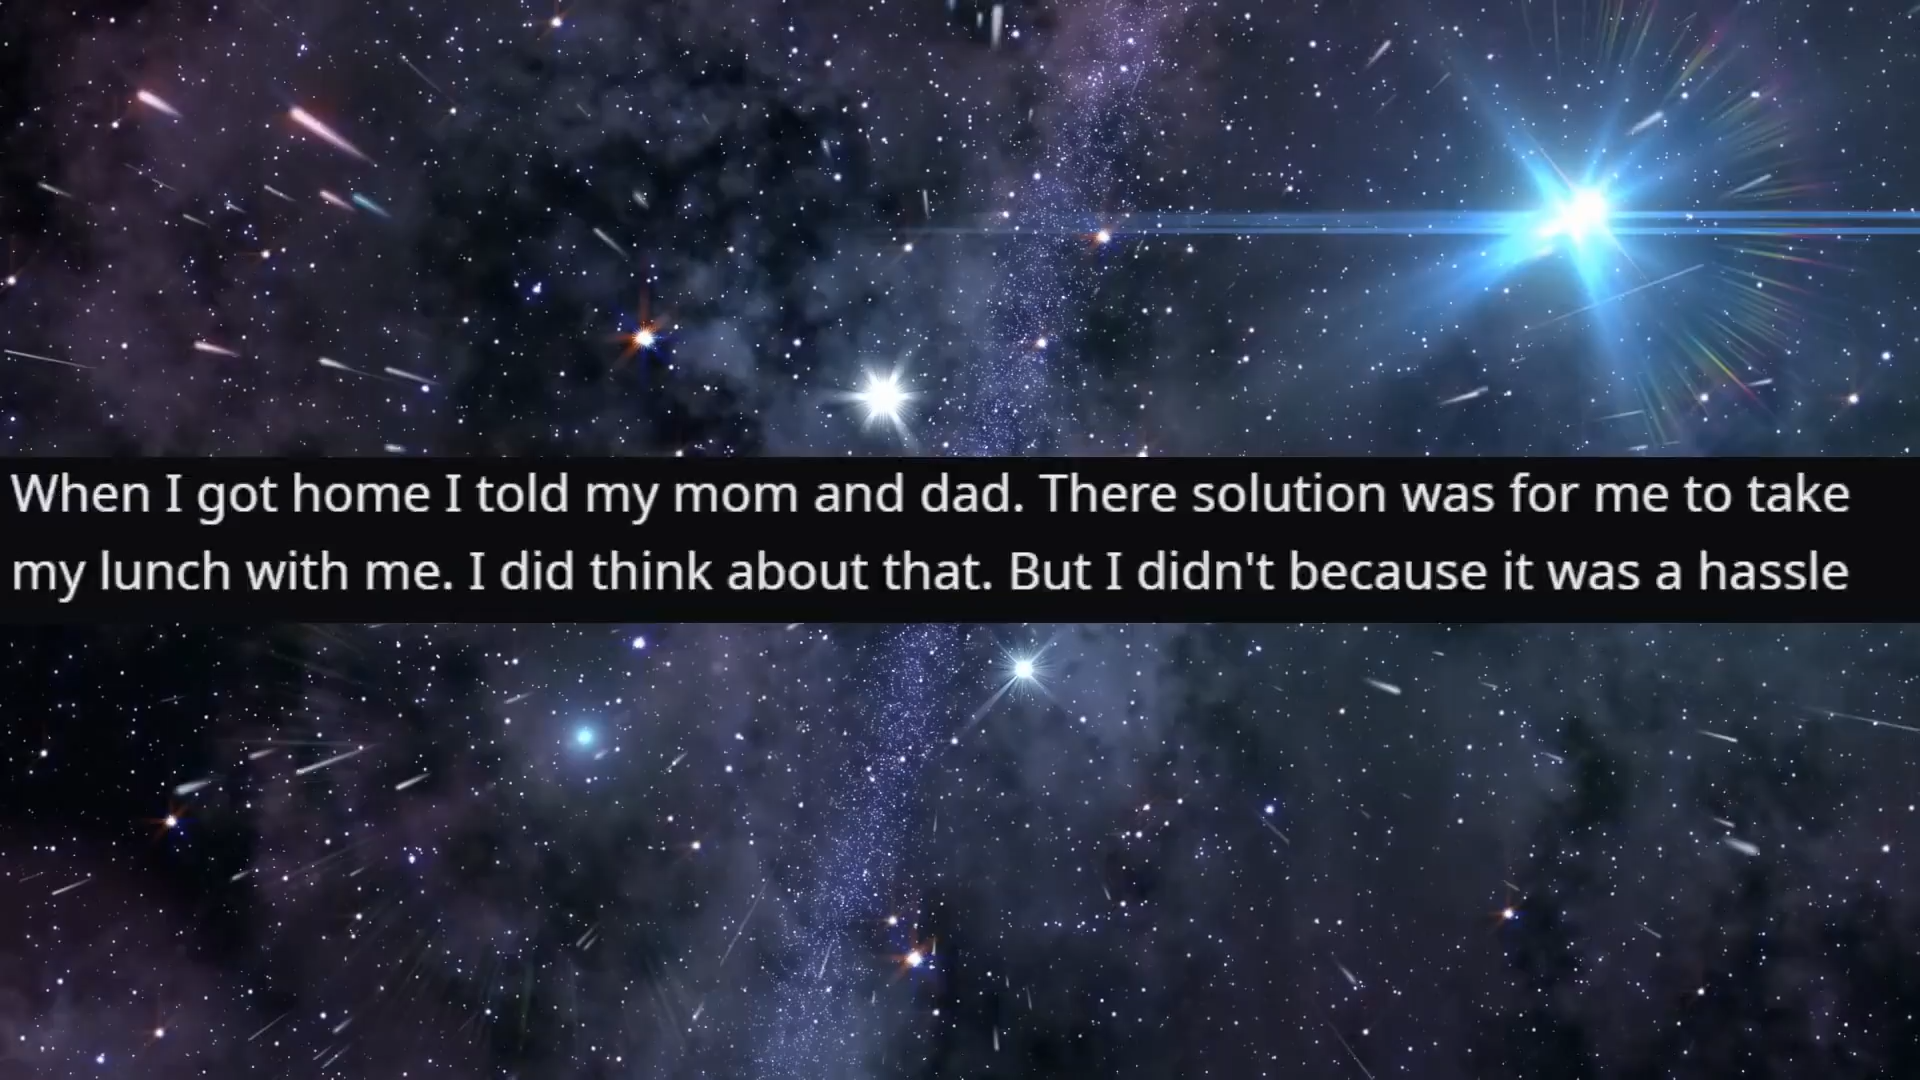 When I got home I told my mom and dad. There solution was for me to take
my lunch with me. I did think about that. But I didn't because it was a hassle